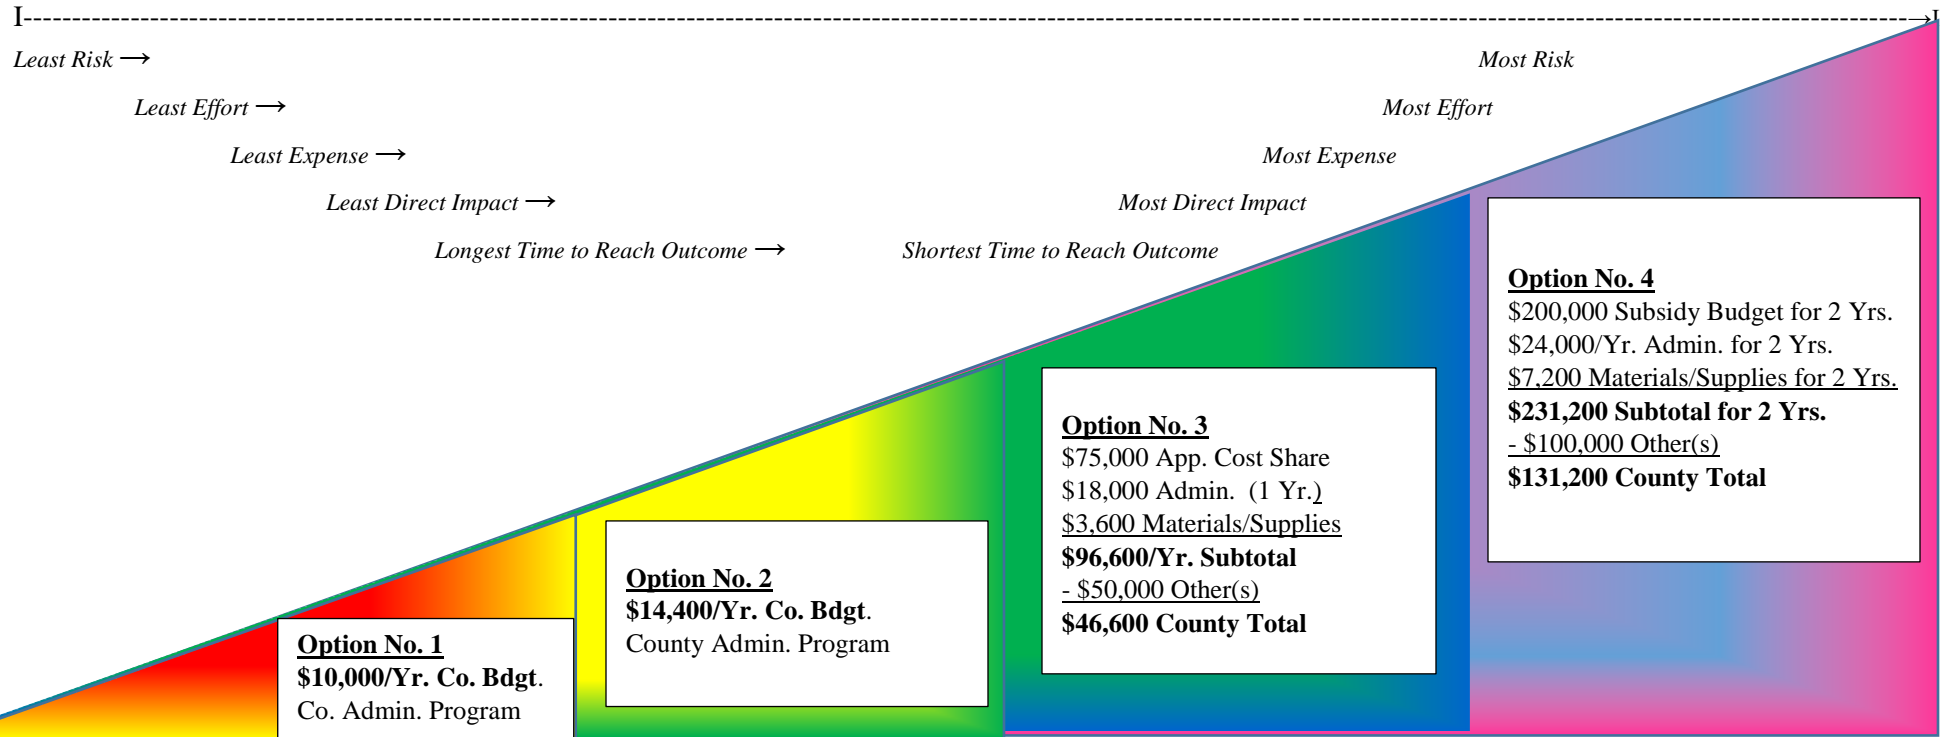 I------------------------------------------------------------------------------------------------------------------------------------------------→I
Least Risk → Most Risk
Least Effort → Most Effort
Least Expense → Most Expense
Least Direct Impact → Most Direct Impact
Longest Time to Reach Outcome → Shortest Time to Reach Outcome
Option No. 1
$10,000/Yr. Co. Bdgt.
Co. Admin. Program
Option No. 2
$14,400/Yr. Co. Bdgt.
County Admin. Program
Option No. 3
$75,000 App. Cost Share
$18,000 Admin. (1 Yr.)
$3,600 Materials/Supplies
$96,600/Yr. Subtotal
- $50,000 Other(s)
$46,600 County Total
Option No. 4
$200,000 Subsidy Budget for 2 Yrs.
$24,000/Yr. Admin. for 2 Yrs.
$7,200 Materials/Supplies for 2 Yrs.
$231,200 Subtotal for 2 Yrs.
- $100,000 Other(s)
$131,200 County Total